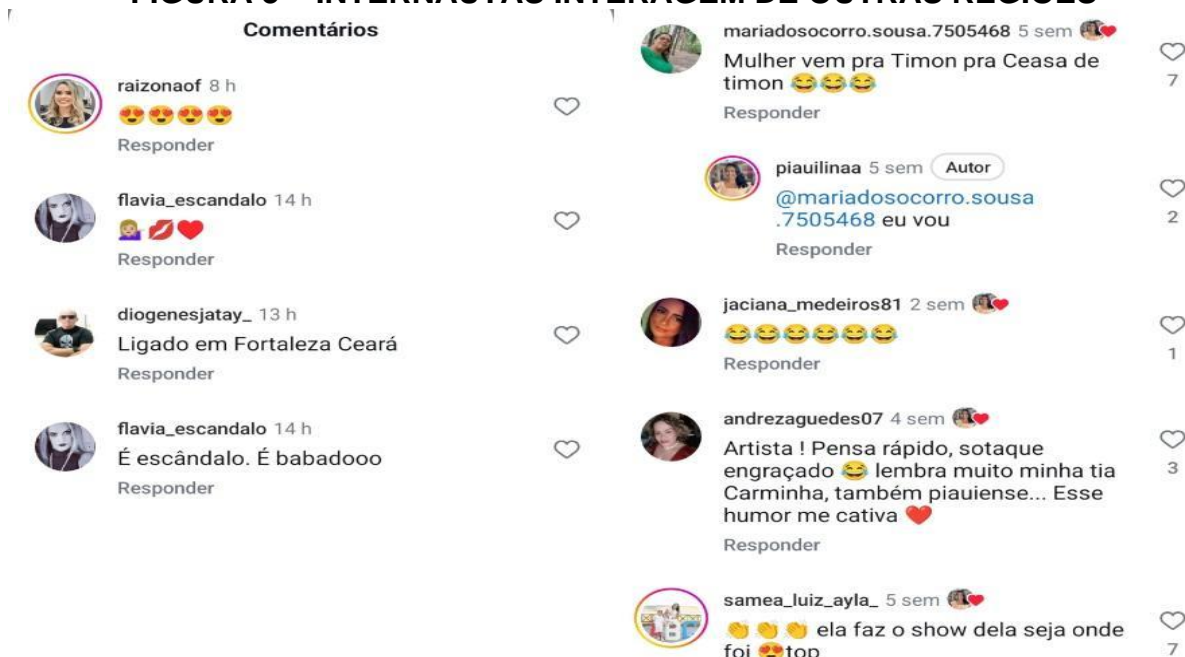 Comentários
raizonaof 8 h
😍😍😍😍
Responder
flavia_escandalo 14 h
💁🏼‍♀️💋❤️
Responder
diogenesjatay_ 13 h
Ligado em Fortaleza Ceará
Responder
flavia_escandalo 14 h
É escândalo. É babadooo
Responder
mariadosocorro.sousa.7505468 5 sem
Mulher vem pra Timon pra Ceasa de
timon 😂😂😂
Responder
7
piauilinaa 5 sem Autor
@mariadosocorro.sousa
.7505468 eu vou
Responder
2
jaciana_medeiros81 2 sem
😂😂😂😂😂😂
Responder
1
andrezaguedes07 4 sem
Artista ! Pensa rápido, sotaque
engraçado 😂 lembra muito minha tia
Carminha, também piauiense... Esse
humor me cativa ❤️
Responder
3
samea_luiz_ayla_ 5 sem
👏👏👏 ela faz o show dela seja onde
foi 😍top
7